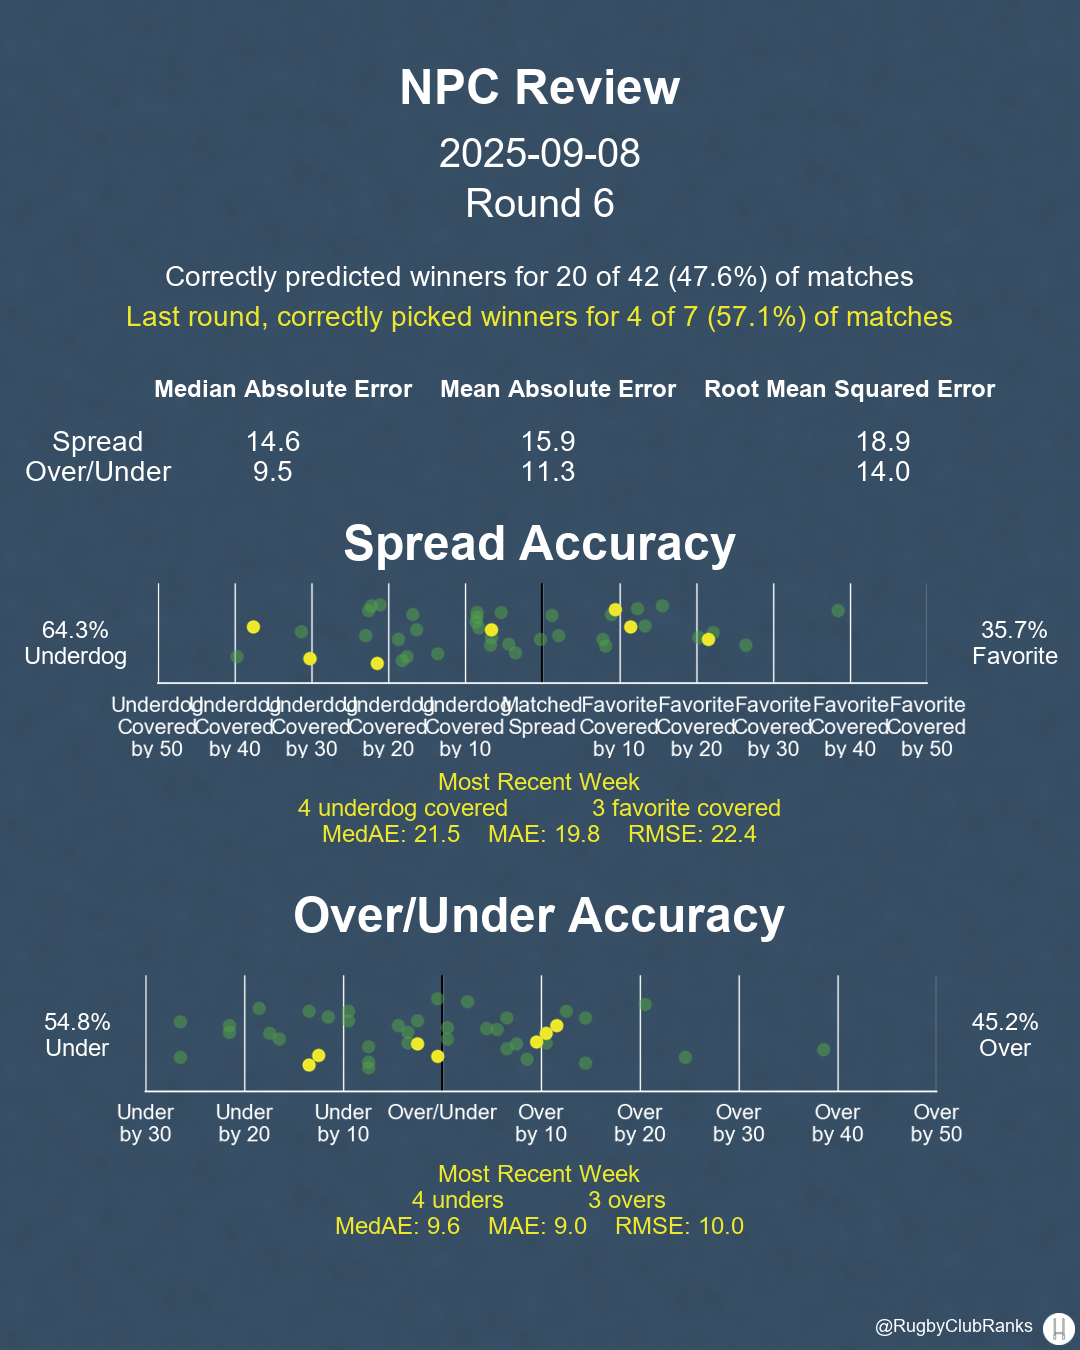 NPC Review
2025-09-08
Round 6
Correctly predicted winners for 20 of 42 (47.6%) of matches
Last round, correctly picked winners for 4 of 7 (57.1%) of matches
Median Absolute Error Mean Absolute Error Root Mean Squared Error
Spread 14.6 15.9 18.9
Over/Under 9.5 11.3 14.0
Spread Accuracy
64.3%
Underdog
35.7%
Favorite
Underdog Underdog Underdog Underdog Underdog Matched Favorite Favorite Favorite Favorite Favorite
Covered Covered Covered Covered Covered Spread Covered Covered Covered Covered Covered
by 50 by 40 by 30 by 20 by 10 by 10 by 20 by 30 by 40 by 50
Most Recent Week
4 underdog covered 3 favorite covered
MedAE: 21.5 MAE: 19.8 RMSE: 22.4
Over/Under Accuracy
54.8%
Under
45.2%
Over
Under Under Under Over/Under Over Over Over Over Over
by 30 by 20 by 10 by 10 by 20 by 30 by 40 by 50
Most Recent Week
4 unders 3 overs
MedAE: 9.6 MAE: 9.0 RMSE: 10.0
@RugbyClubRanks